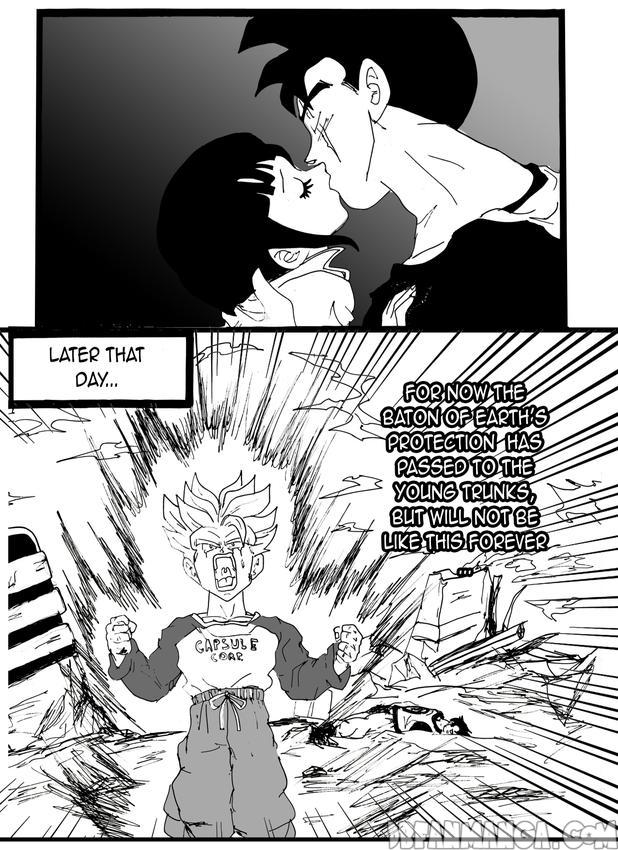 LATER THAT
DAY...
FOR NOW THE
BATON OF EARTH'S
PROTECTION HAS
PASSED TO THE
YOUNG TRUNKS,
BUT WILL NOT BE
LIKE THIS FOREVER
CAPSULE
CORP
DBFANMANGA.COM